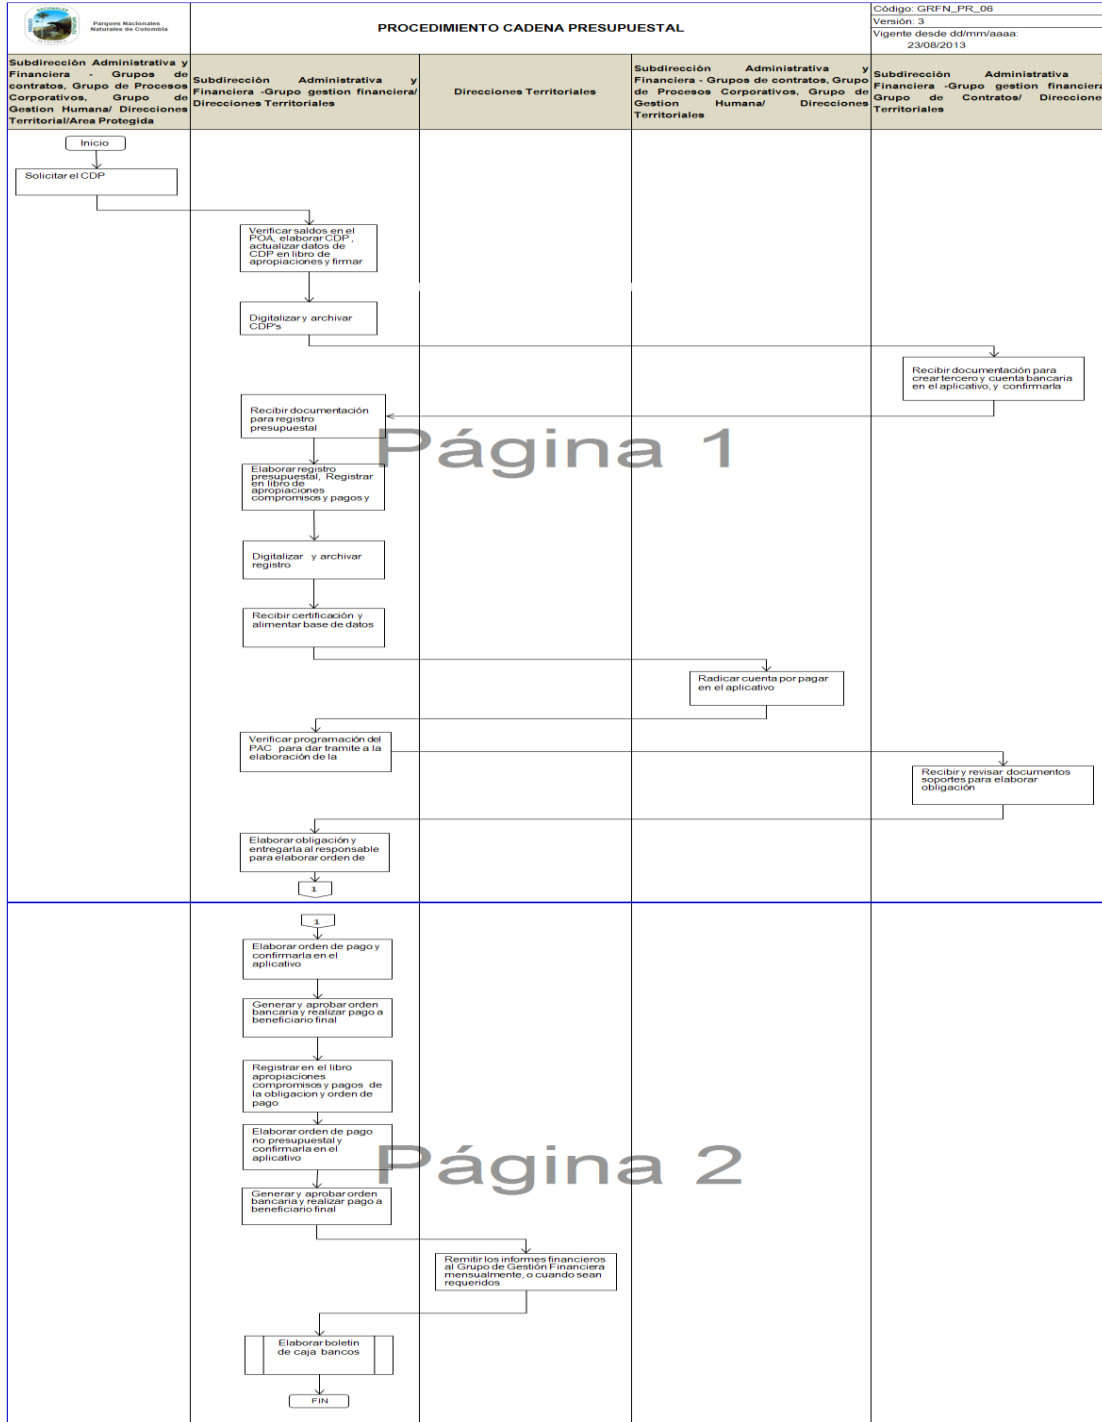 Parques Nacionales
Naturales de Colombia
PROCEDIMIENTO CADENA PRESUPUESTAL
Código: GRFN_PR_06
Versión: 3
Vigente desde dd/mm/aaaa:
23/08/2013
Subdirección Administrativa y
Financiera - Grupos de
contratos, Grupo de Procesos
Corporativos, Grupo de
Gestion Humana/ Direcciones
Territorial/Area Protegida
Subdirección Administrativa y
Financiera -Grupo gestion financiera/
Direcciones Territoriales
Direcciones Territoriales
Subdirección Administrativa y
Financiera - Grupos de contratos, Grupo
de Procesos Corporativos, Grupo de
Gestion Humana/ Direcciones
Territoriales
Subdirección Administrativa
Financiera -Grupo gestion financiera
Grupo de Contratos/ Direccione
Territoriales
Inicio
Solicitar el CDP
Verificar saldos en el
POA, elaborar CDP ,
actualizar datos de
CDP en libro de
apropiaciones y firmar
Digitalizar y archivar
CDP's
Recibir documentación para
crear tercero y cuenta bancaria
en el aplicativo, y confirmarla
Recibir documentación
para registro
presupuestal
Página 1
Elaborar registro
presupuestal, Registrar
en libro de
apropiaciones
compromisos y pagos y
Digitalizar y archivar
registro
Recibir certificación y
alimentar base de datos
Radicar cuenta por pagar
en el aplicativo
Verificar programación del
PAC para dar tramite a la
elaboración de la
Recibir y revisar documentos
soportes para elaborar
obligación
Elaborar obligación y
entregarla al responsable
para elaborar orden de
1
1
Elaborar orden de pago y
confirmarla en el
aplicativo
Generar y aprobar orden
bancaria y realizar pago a
beneficiario final
Registrar en el libro
apropiaciones
compromisos y pagos de
la obligacion y orden de
pago
Elaborar orden de pago
no presupuestal y
confirmarla en el
aplicativo
Página 2
Generar y aprobar orden
bancaria y realizar pago a
beneficiario final
Remitir los informes financieros
al Grupo de Gestión Financiera
mensualmente, o cuando sean
requeridos
Elaborar boletin
de caja bancos
FIN